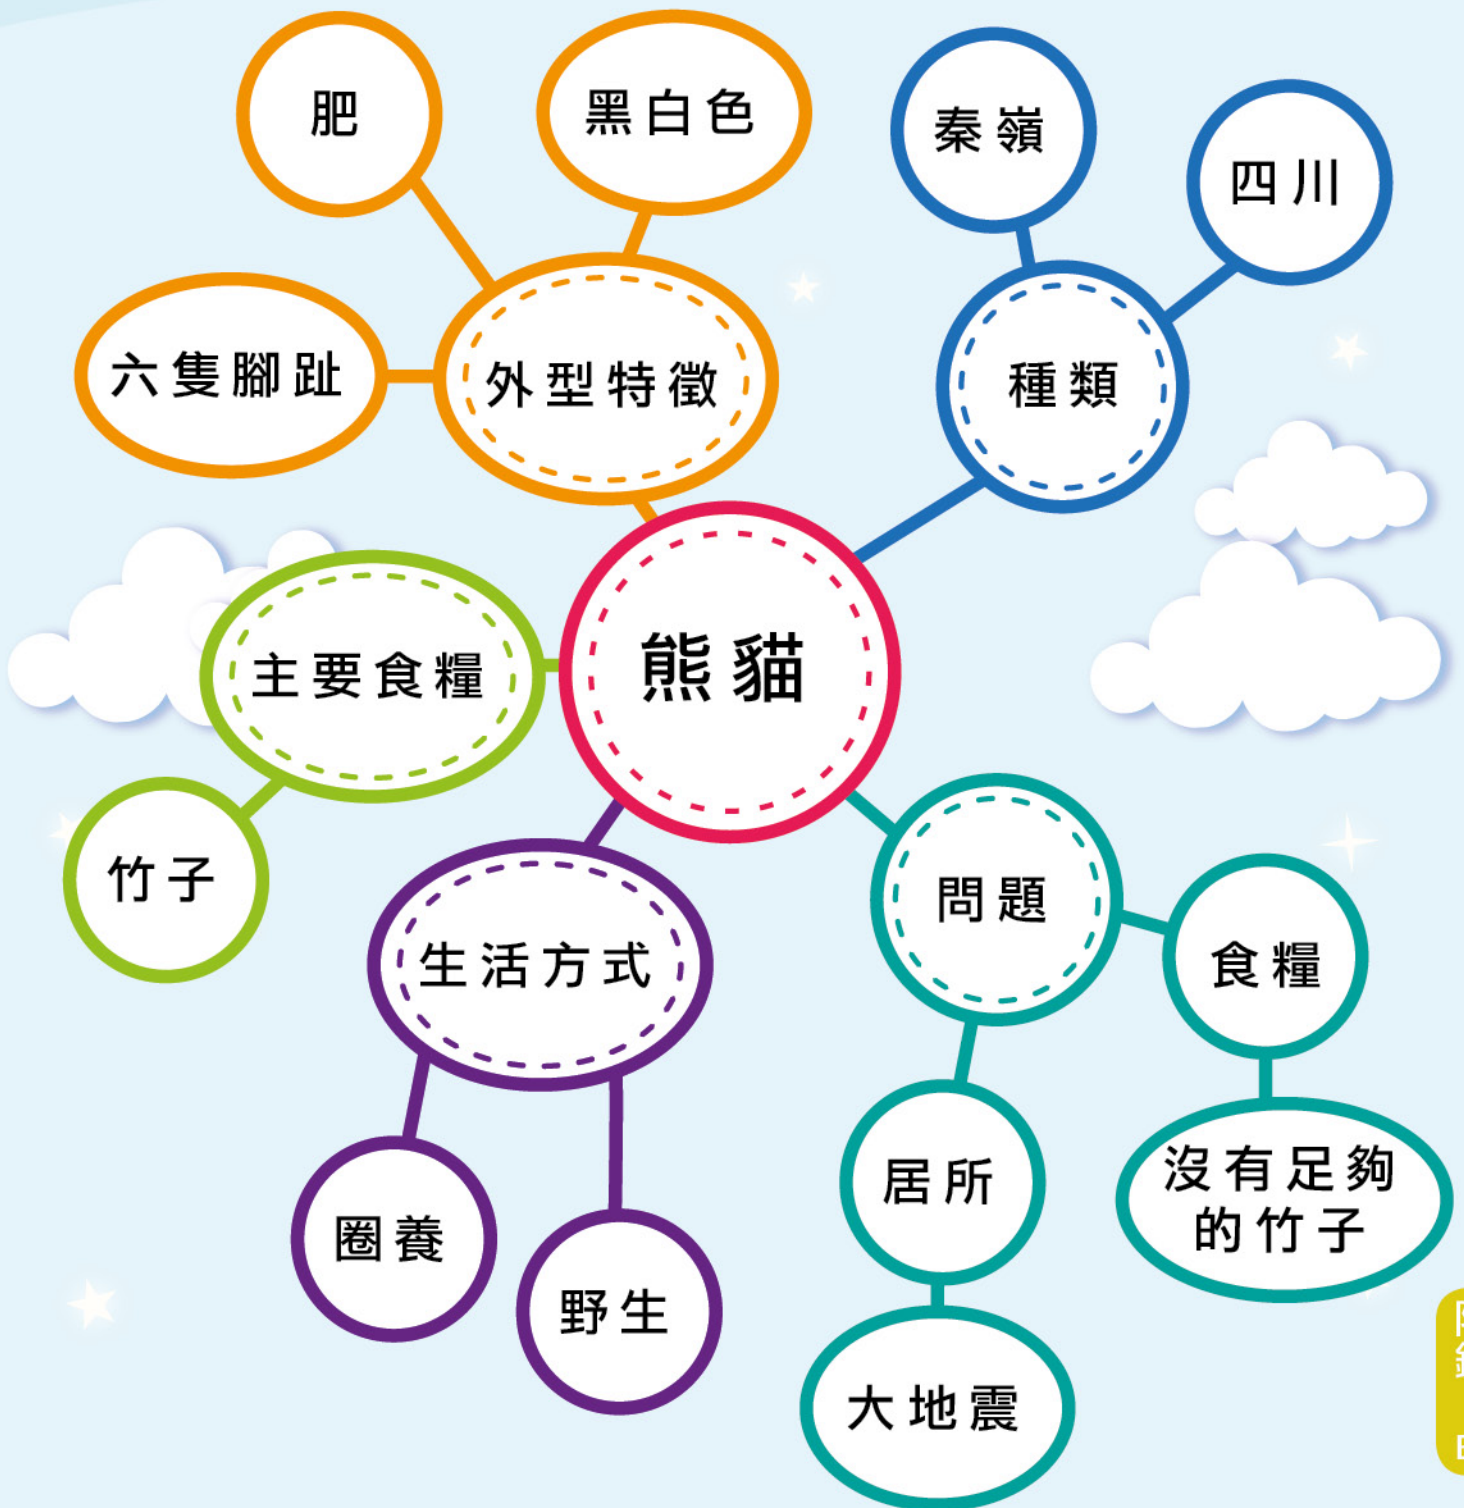 肥
黑白色
秦嶺
四川
六隻腳趾
外型特徵
種類
熊貓
主要食糧
竹子
生活方式
問題
食糧
圈養
野生
居所
沒有足夠
的竹子
大地震